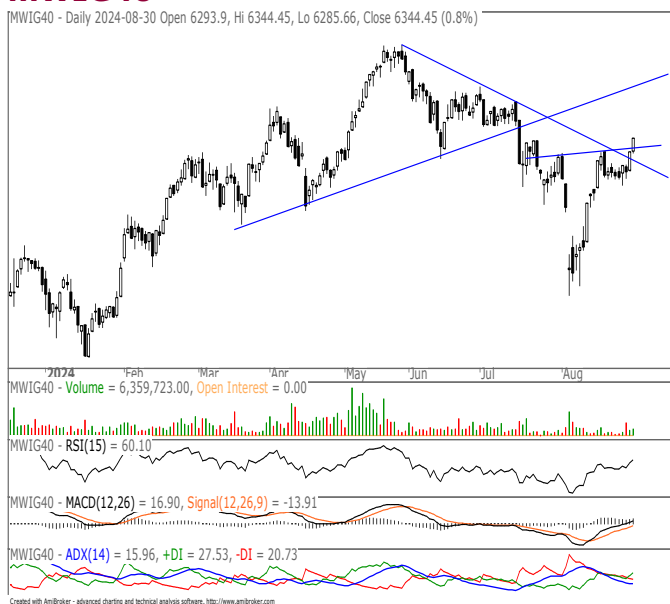 MWIG40 - Daily 2024-08-30 Open 6293.9, Hi 6344.45, Lo 6285.66, Close 6344.45 (0.8%)
2024 'Feb 'Mar 'Apr 'May 'Jun 'Jul 'Aug
MWIG40 - Volume = 6,359,723.00, Open Interest = 0.00
MWIG40 - RSI(15) = 60.10
MWIG40 - MACD(12,26) = 16.90, Signal(12,26,9) = -13.91
MWIG40 - ADX(14) = 15.96, +DI = 27.53, -DI = 20.73
Created with AmiBroker - advanced charting and technical analysis software. http://www.amibroker.com